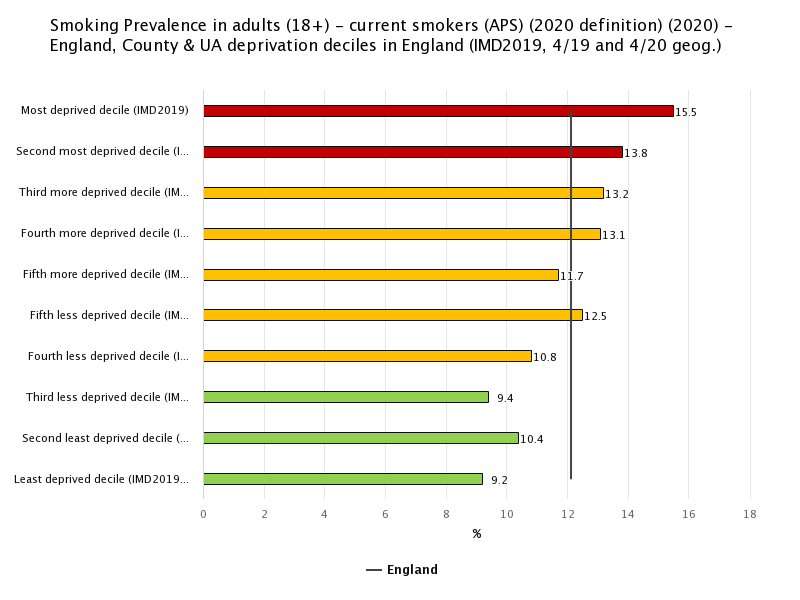 Smoking Prevalence in adults (18+) - current smokers (APS) (2020 definition) (2020) -
England, County & UA deprivation deciles in England (IMD2019, 4/19 and 4/20 geog.)
Most deprived decile (IMD2019) 15.5
Second most deprived decile (I... 13.8
Third more deprived decile (IM... 13.2
Fourth more deprived decile (I... 13.1
Fifth more deprived decile (IM... 11.7
Fifth less deprived decile (IM... 12.5
Fourth less deprived decile (I... 10.8
Third less deprived decile (IM... 9.4
Second least deprived decile (... 10.4
Least deprived decile (IMD2019... 9.2
0 2 4 6 8 10 12 14 16 18
%
England